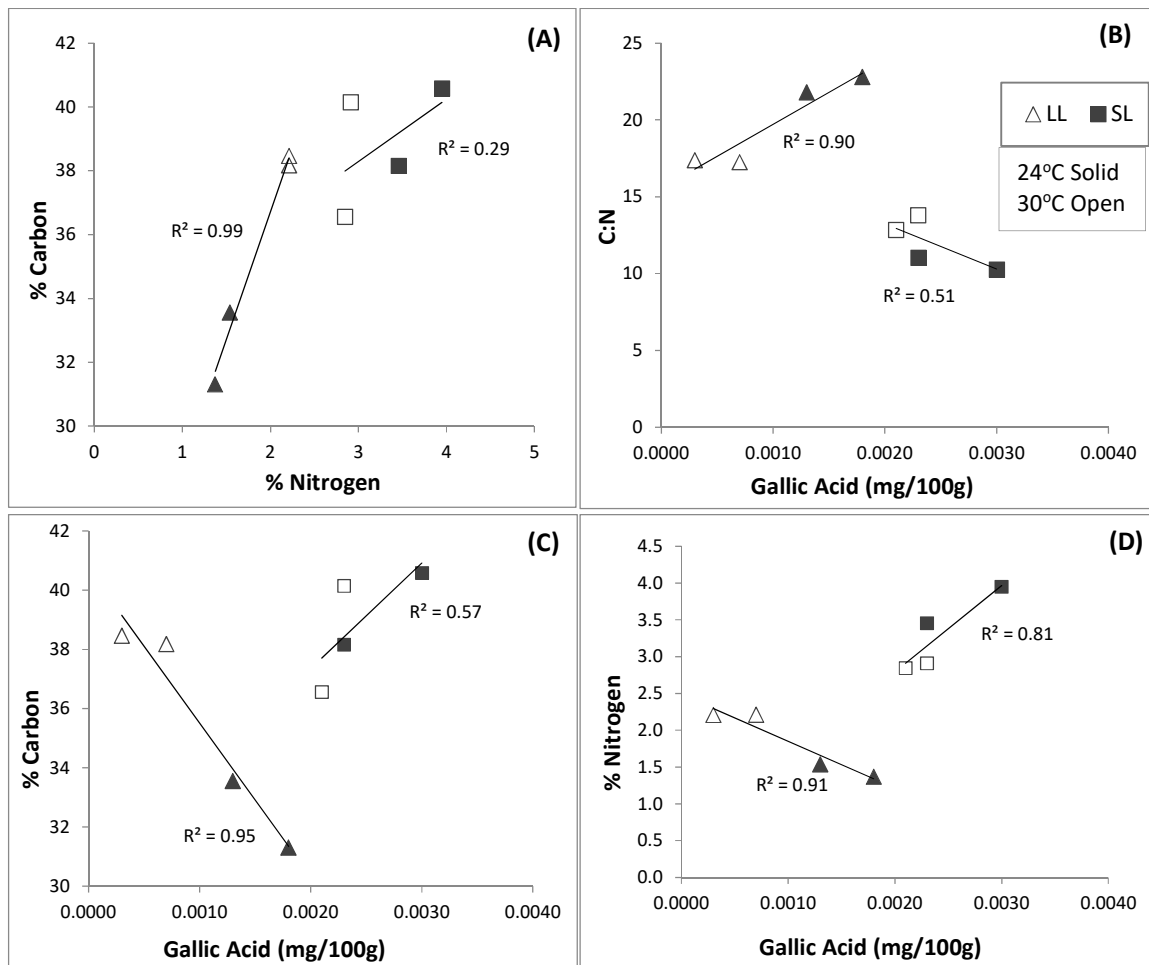 (A)
42
40
38
36
34
32
30
% Carbon
R² = 0.99
R² = 0.29
0 1 2 3 4 5
% Nitrogen
(B)
25
20
15
10
5
0
C:N
R² = 0.90
R² = 0.51
LL SL
24°C Solid
30°C Open
0.0000 0.0010 0.0020 0.0030 0.0040
Gallic Acid (mg/100g)
(C)
42
40
38
36
34
32
30
% Carbon
R² = 0.57
R² = 0.95
0.0000 0.0010 0.0020 0.0030 0.0040
Gallic Acid (mg/100g)
(D)
4.5
4.0
3.5
3.0
2.5
2.0
1.5
1.0
0.5
0.0
% Nitrogen
R² = 0.81
R² = 0.91
0.0000 0.0010 0.0020 0.0030 0.0040
Gallic Acid (mg/100g)